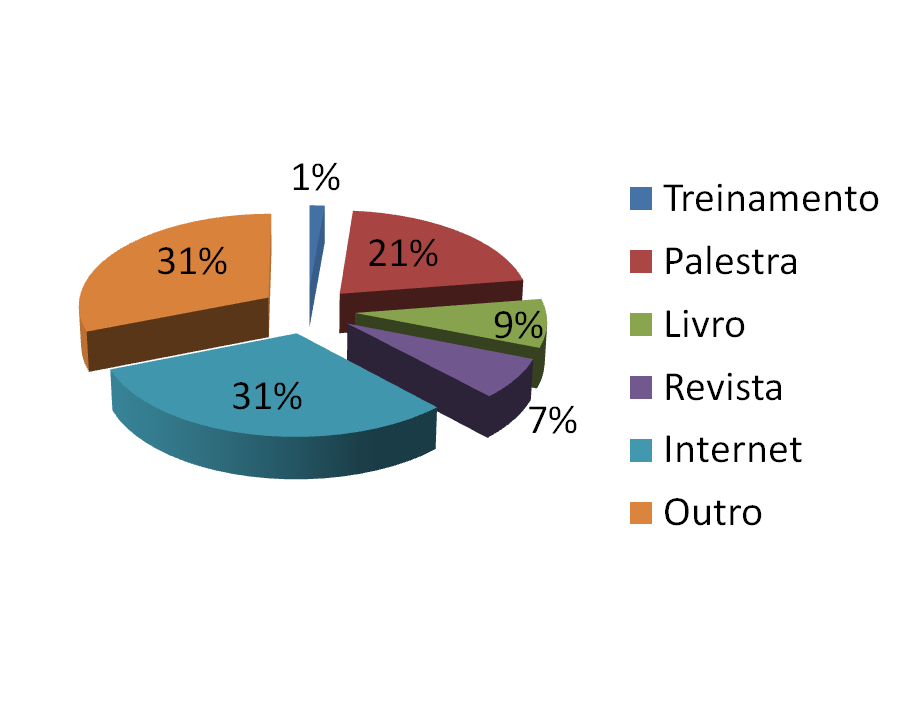 1%
21%
9%
7%
31%
31%
Treinamento
Palestra
Livro
Revista
Internet
Outro